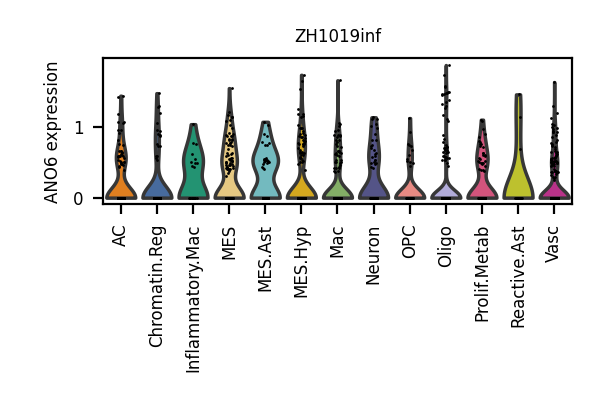 ZH1019inf
ANO6 expression
1
0
AC
Chromatin.Reg
Inflammatory.Mac
MES
MES.Ast
MES.Hyp
Mac
Neuron
OPC
Oligo
Prolif.Metab
Reactive.Ast
Vasc